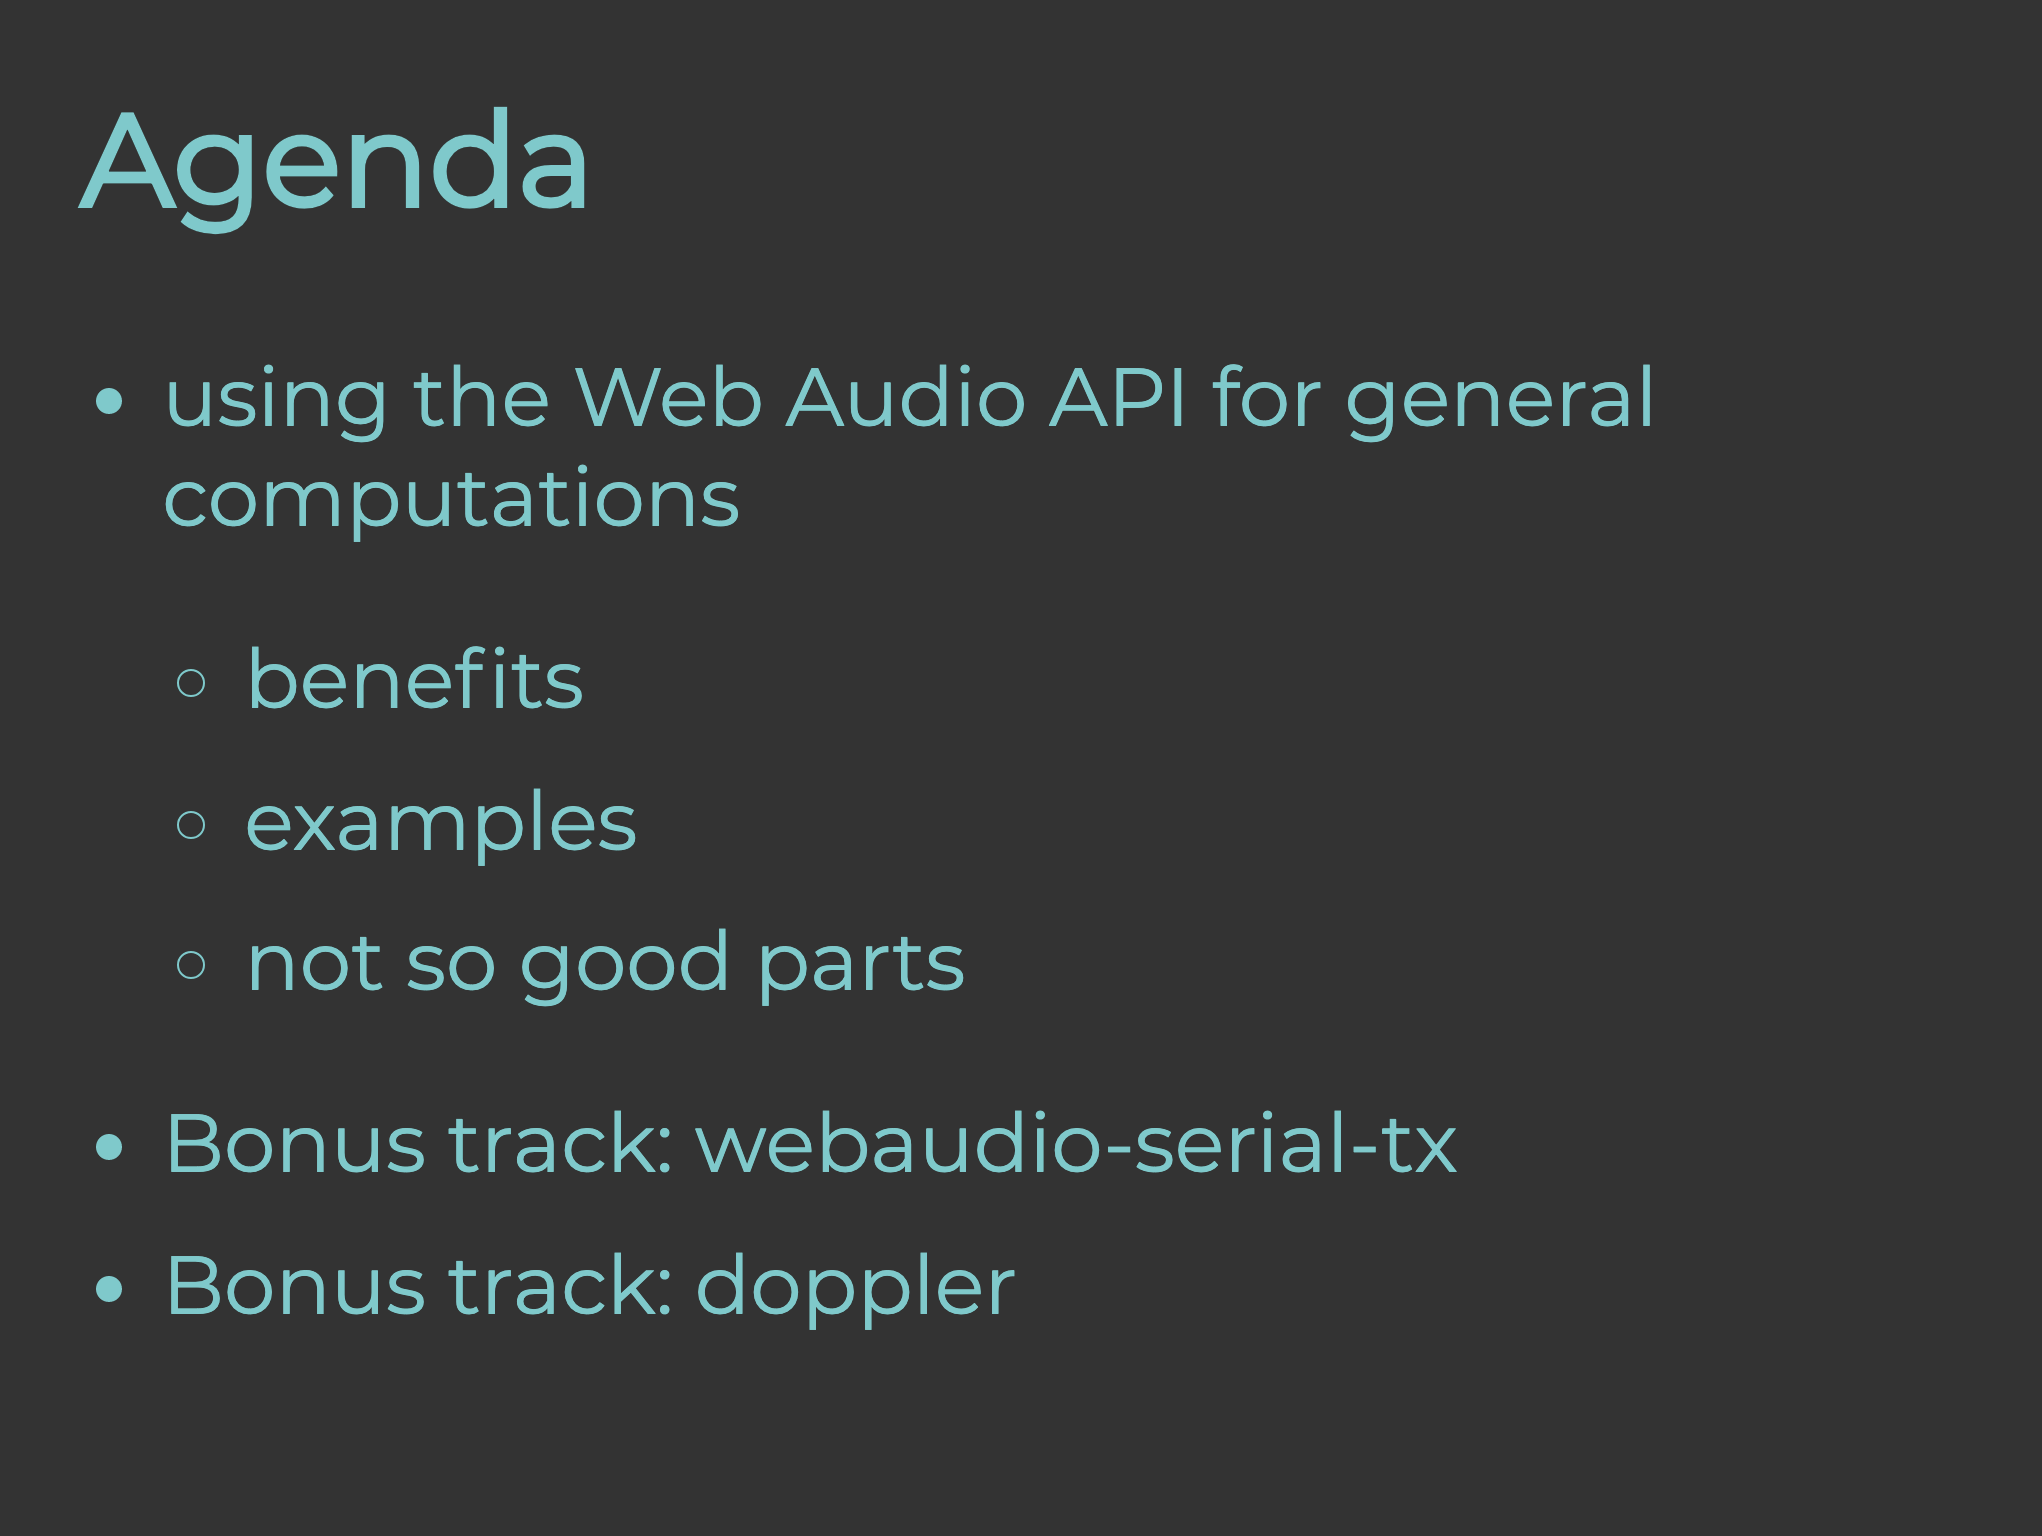 Agenda
using the Web Audio API for general
computations
benefits
examples
not so good parts
Bonus track: webaudio-serial-tx
Bonus track: doppler